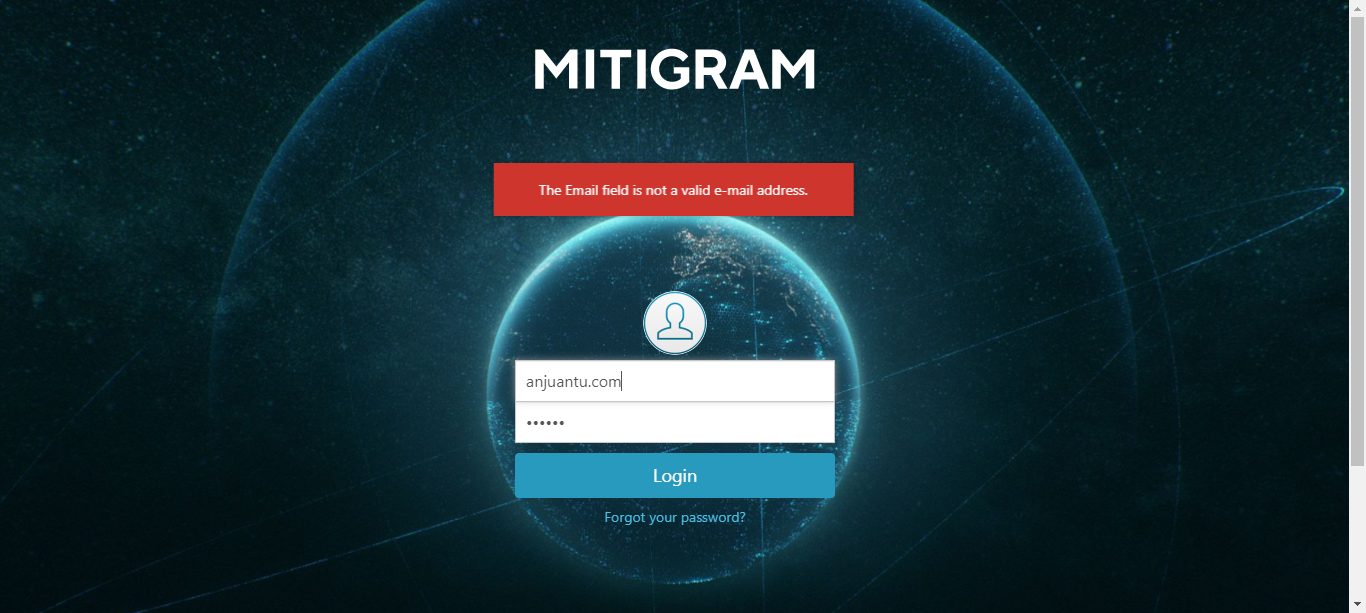 MITIGRAM
The Email field is not a valid e-mail address.
anjuantu.com
••••••
Login
Forgot your password?